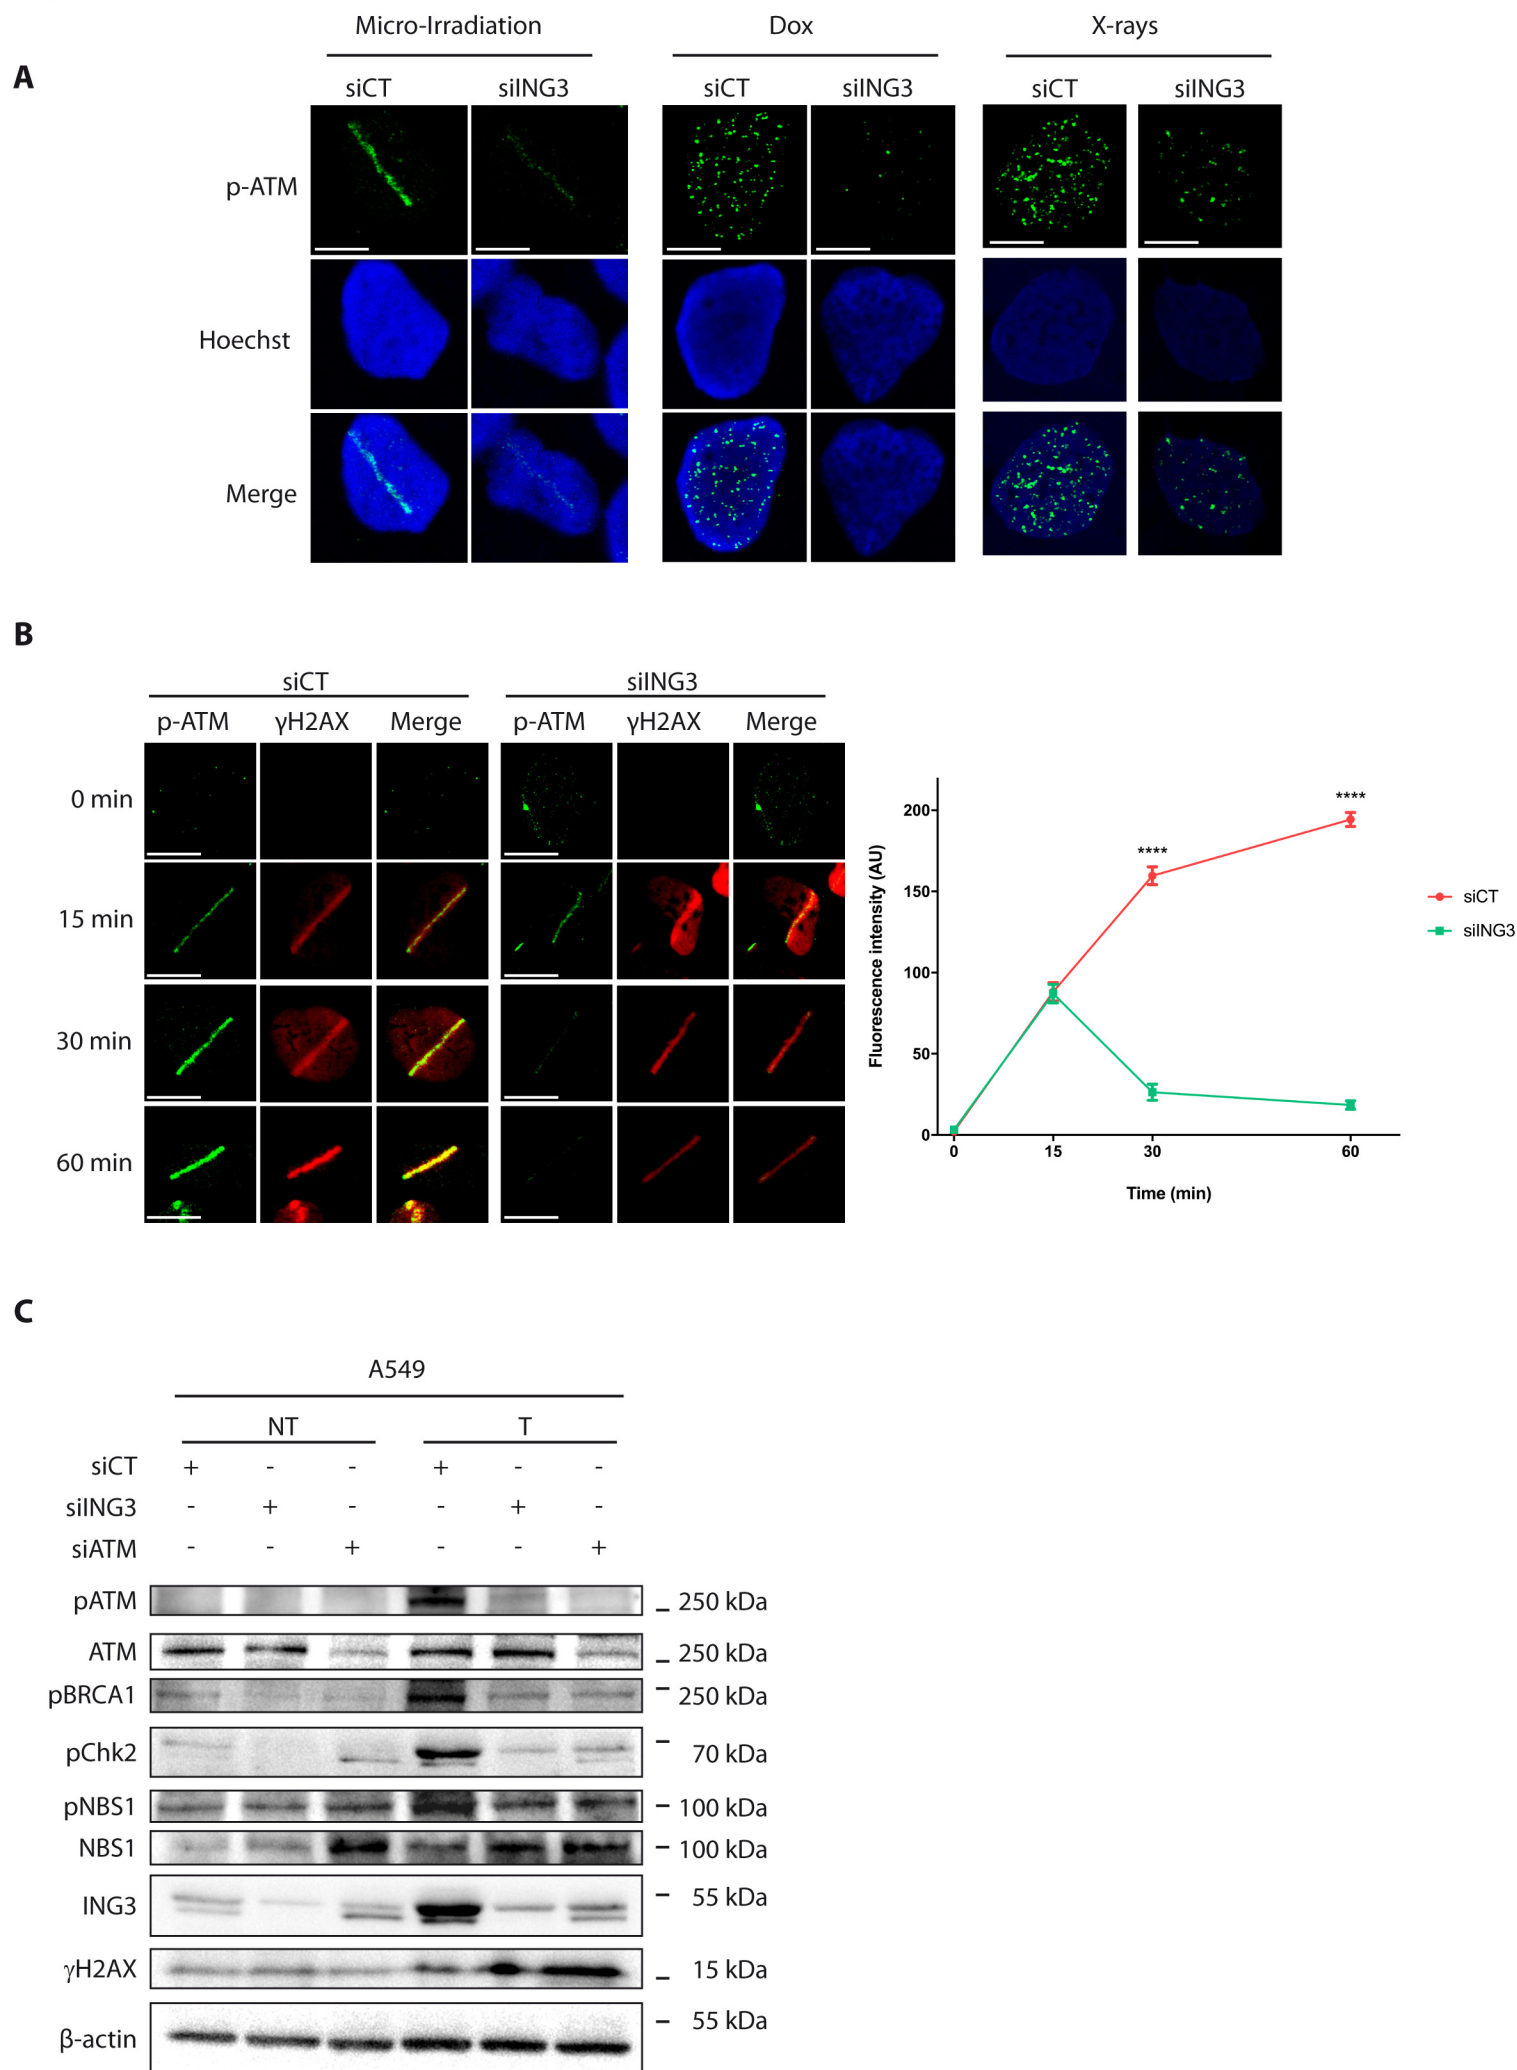 Micro-Irradiation Dox X-rays
A
siCT siING3 siCT siING3 siCT siING3
p-ATM
Hoechst
Merge
B
siCT siING3
p-ATM γH2AX Merge p-ATM γH2AX Merge
0 min
15 min
30 min
60 min
Fluorescence intensity (AU)
200
150
100
50
0
0 15 30 60
Time (min)
**** ****
siCT
siING3
C
A549
NT T
siCT + - - + - -
siING3 - + - - + -
siATM - - + - - +
pATM 250 kDa
ATM 250 kDa
pBRCA1 250 kDa
pChk2 70 kDa
pNBS1 100 kDa
NBS1 100 kDa
ING3 55 kDa
γH2AX 15 kDa
β-actin 55 kDa